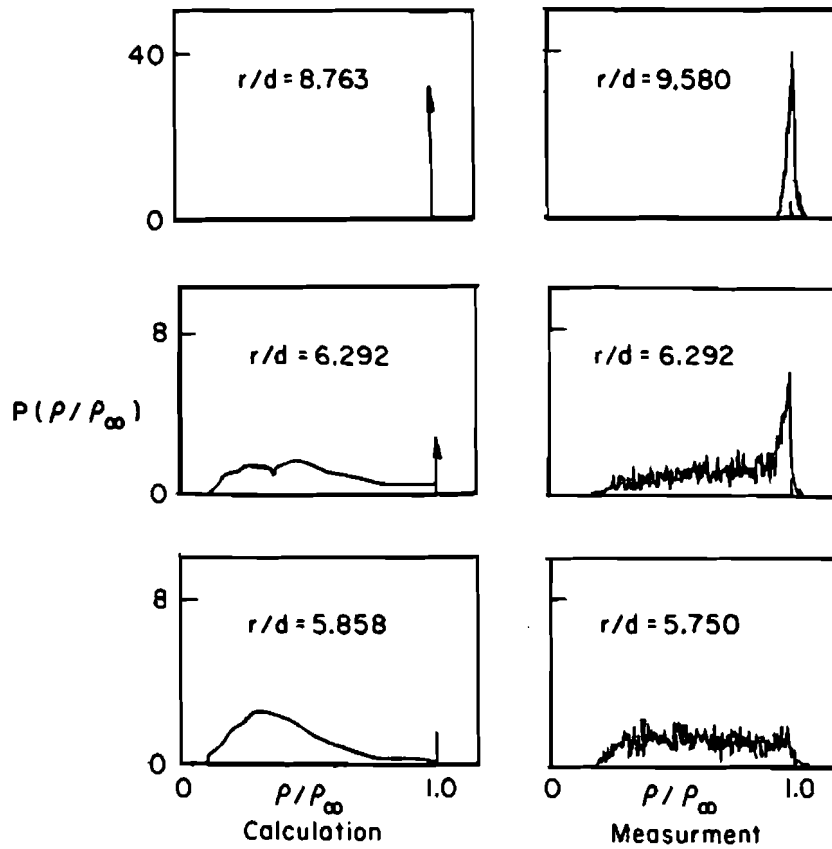 40
0
r/d = 8.763
r/d = 9.580
8
0
r/d = 6.292
r/d = 6.292
P(ρ/ρ∞)
8
0
r/d = 5.858
r/d = 5.750
0 ρ/ρ∞ 1.0
0 ρ/ρ∞ 1.0
Calculation
Measurment